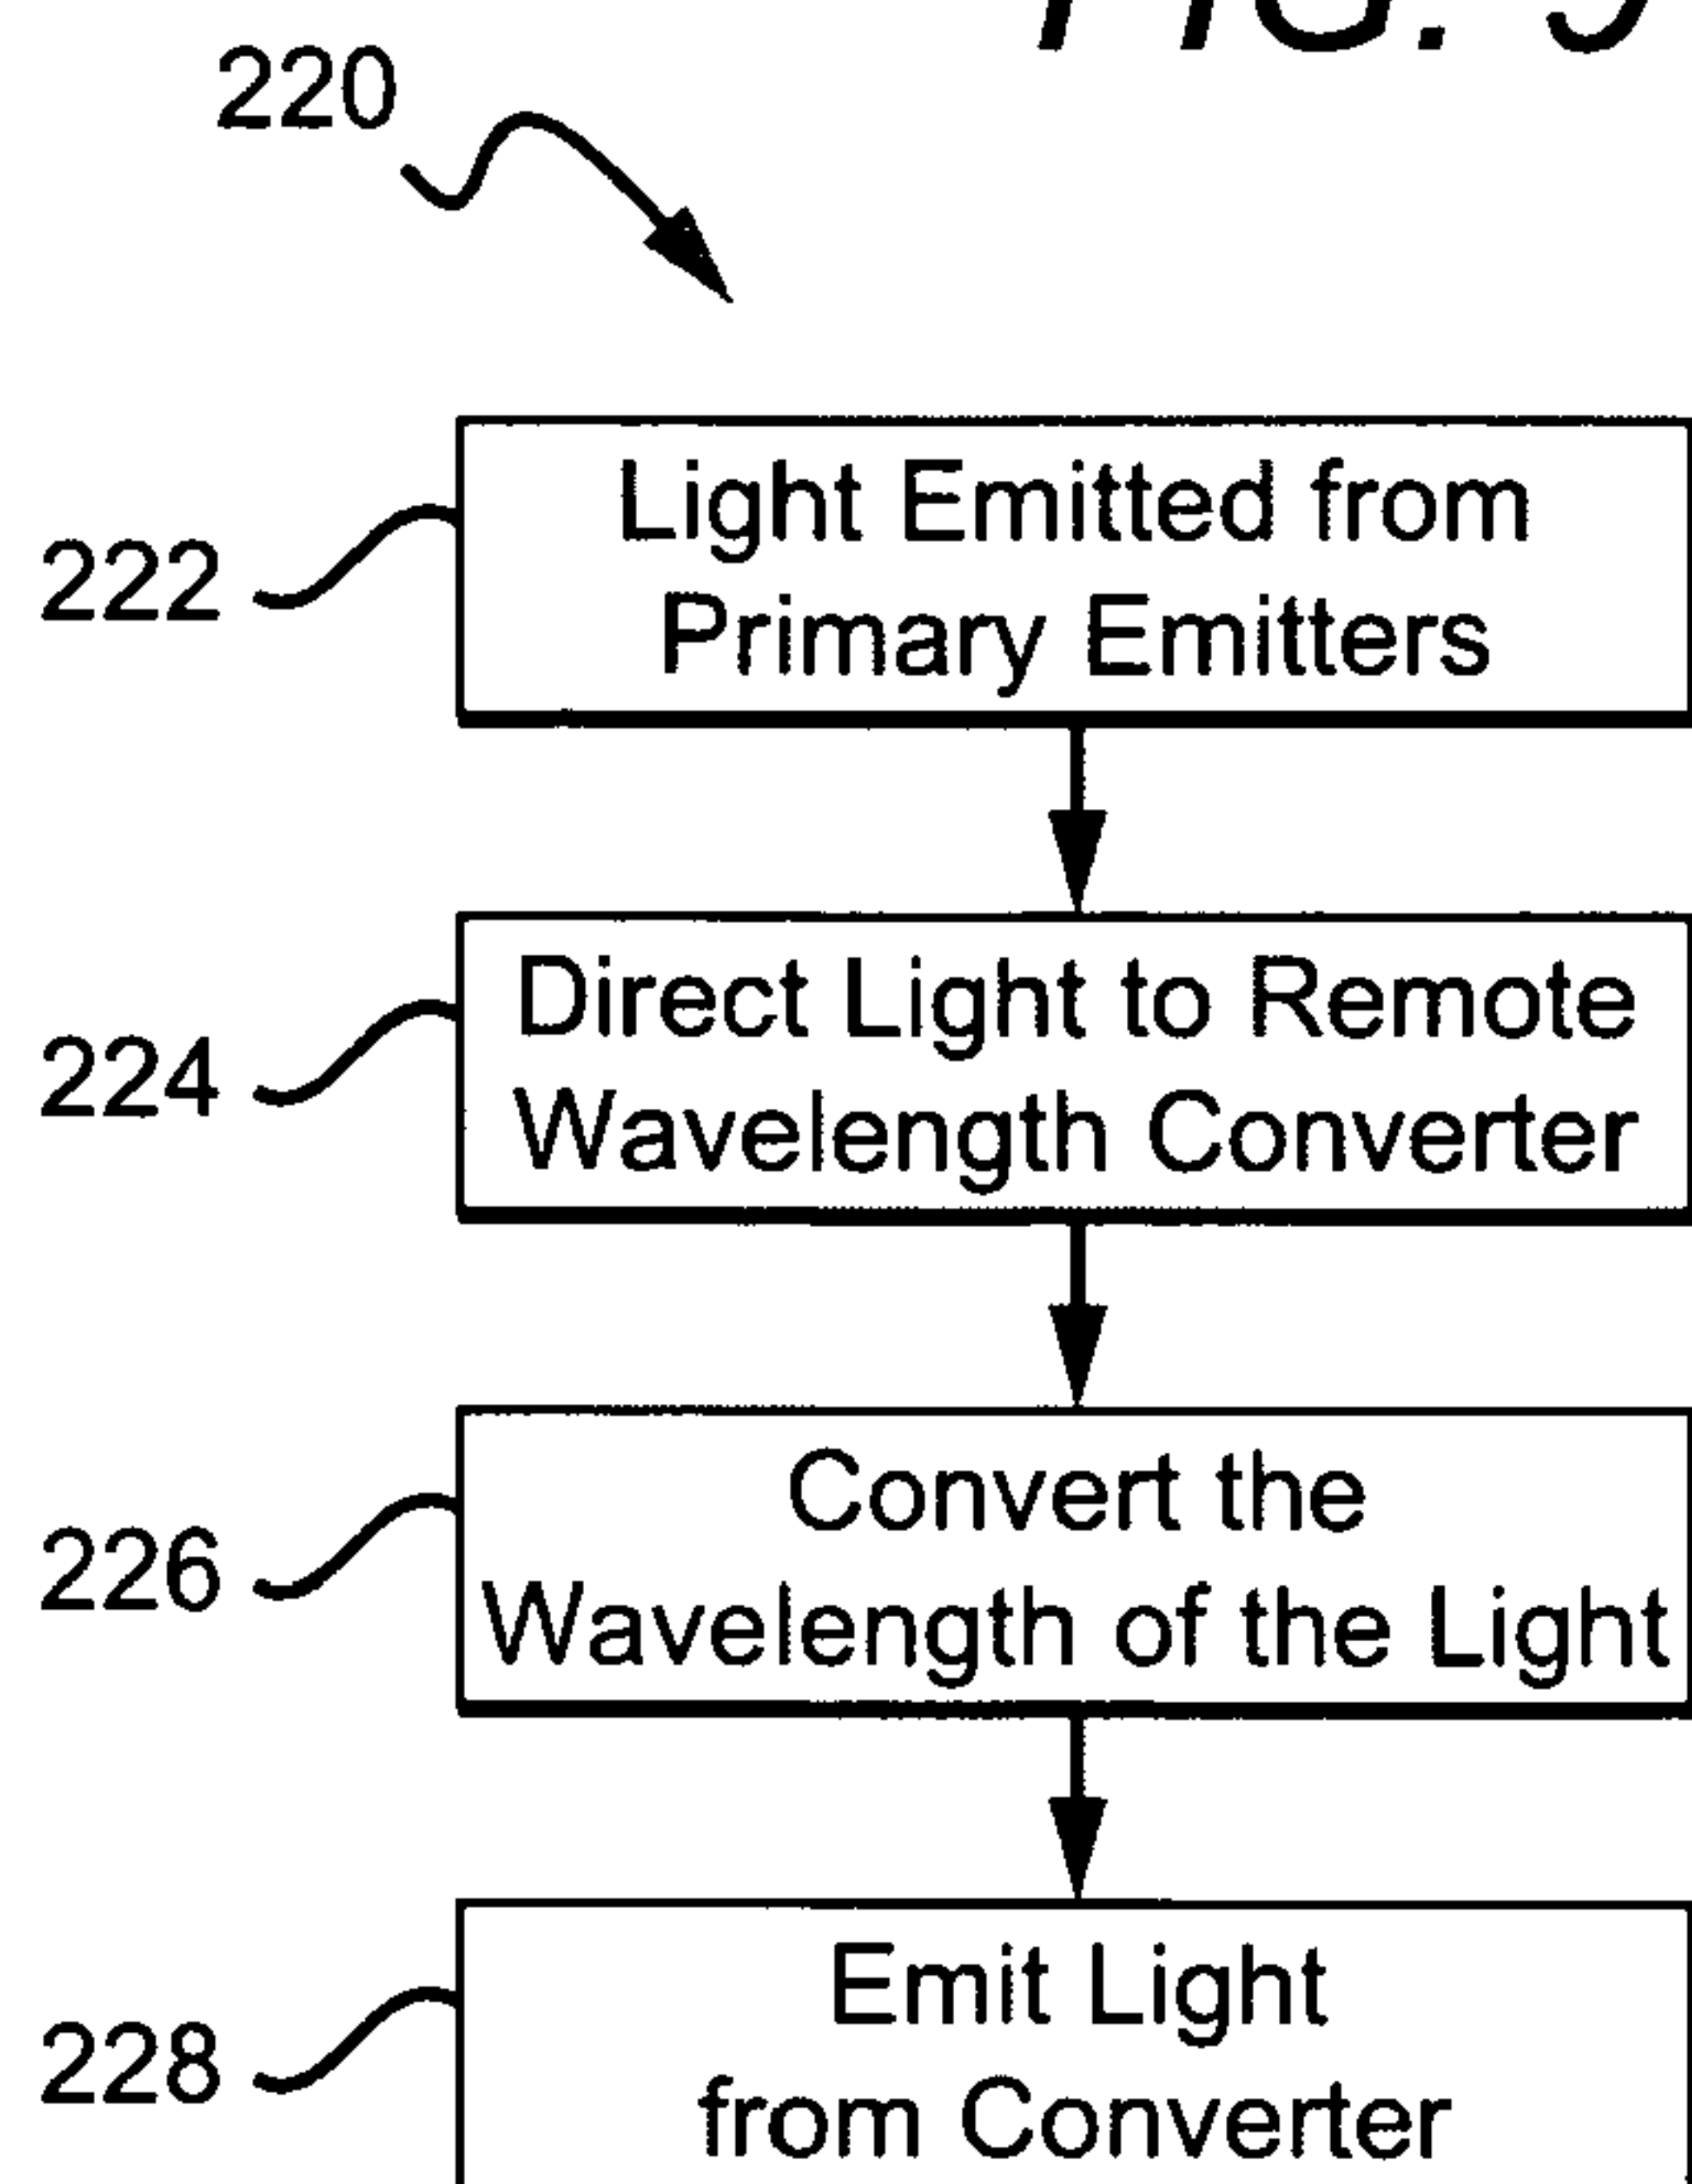 FIG.
220
222
Light Emitted from
Primary Emitters
224
Direct Light to Remote
Wavelength Converter
226
Convert the
Wavelength of the Light
228
Emit Light
from Converter